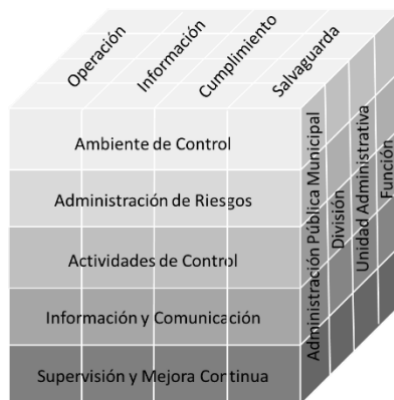 Operación
Información
Cumplimiento
Salvaguarda
Ambiente de Control
Administración de Riesgos
Actividades de Control
Información y Comunicación
Supervisión y Mejora Continua
Administración Pública Municipal
División
Unidad Administrativa
Función